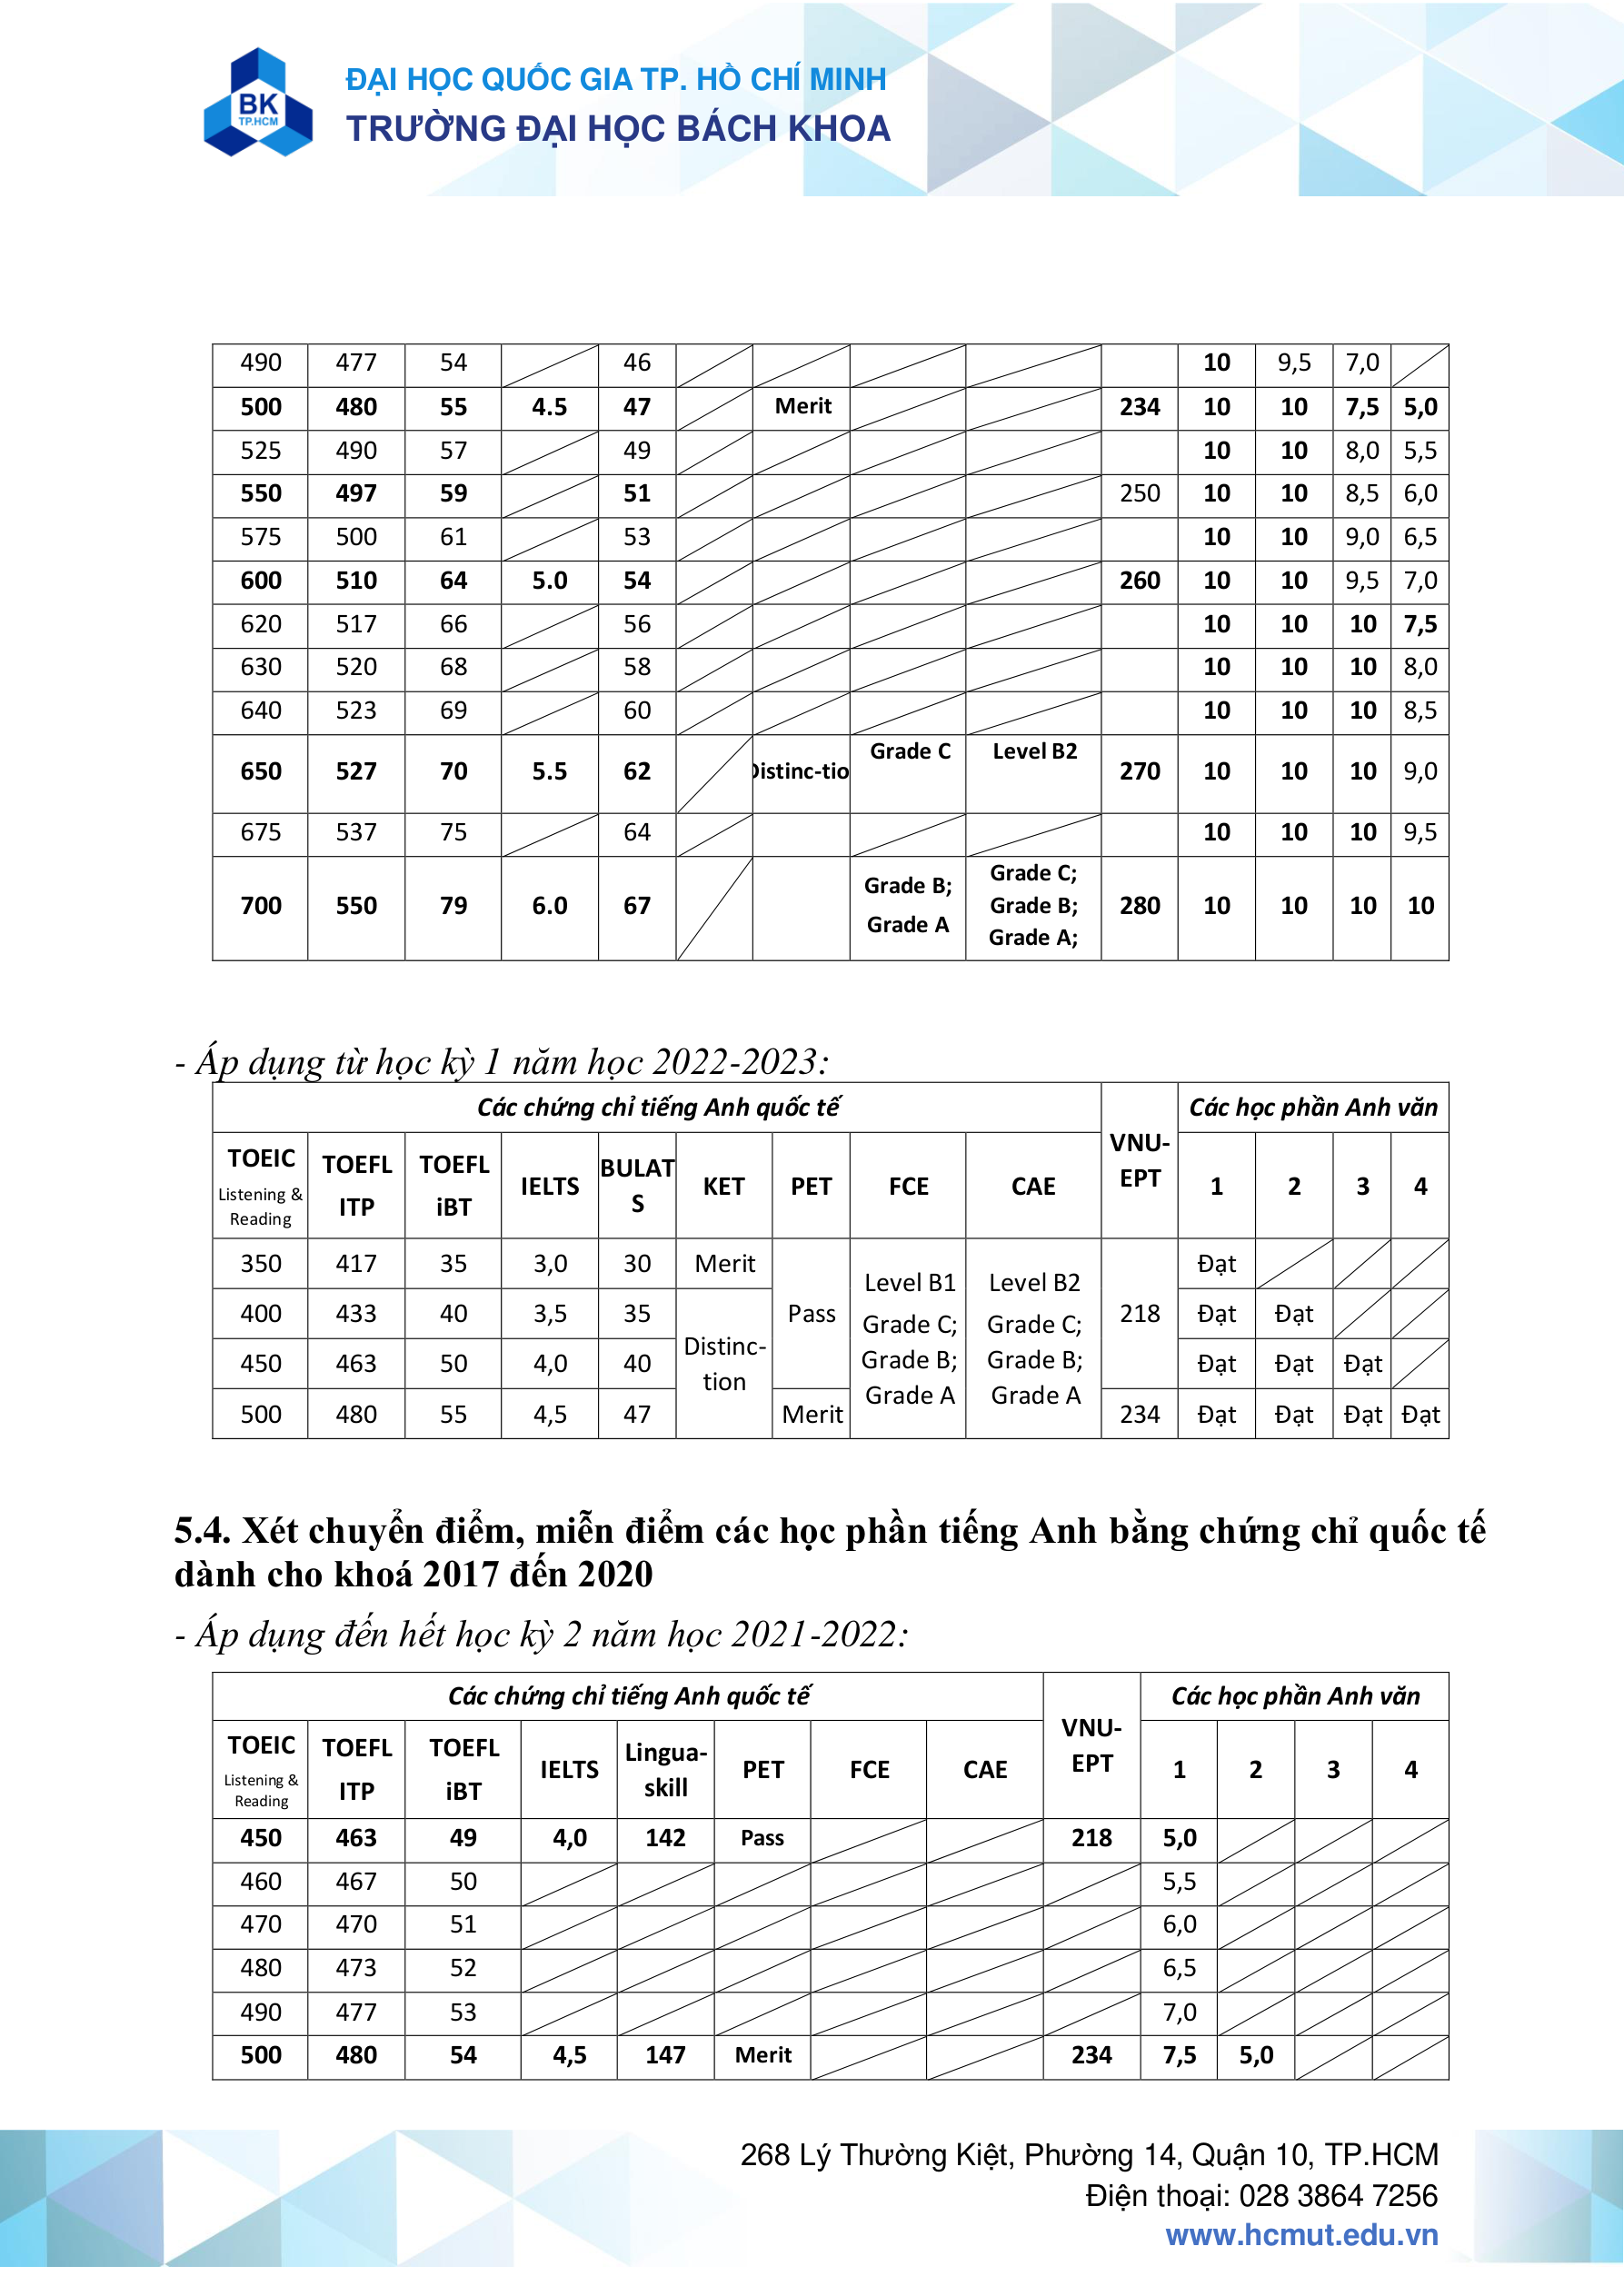 BK
TP.HCM
ĐẠI HỌC QUỐC GIA TP. HỒ CHÍ MINH
TRƯỜNG ĐẠI HỌC BÁCH KHOA
490 477 54 46 10 9,5 7,0
500 480 55 4.5 47 Merit 234 10 10 7,5 5,0
525 490 57 49 10 10 8,0 5,5
550 497 59 51 250 10 10 8,5 6,0
575 500 61 53 10 10 9,0 6,5
600 510 64 5.0 54 260 10 10 9,5 7,0
620 517 66 56 10 10 10 7,5
630 520 68 58 10 10 10 8,0
640 523 69 60 10 10 10 8,5
650 527 70 5.5 62 Distinc-tio Grade C Level B2 270 10 10 10 9,0
675 537 75 64 10 10 10 9,5
700 550 79 6.0 67 Grade B; Grade A Grade C; Grade B; Grade A; 280 10 10 10 10
- Áp dụng từ học kỳ 1 năm học 2022-2023:
Các chứng chỉ tiếng Anh quốc tế VNU-EPT Các học phần Anh văn
TOEIC Listening & Reading TOEFL ITP TOEFL iBT IELTS BULATS KET PET FCE CAE 1 2 3 4
350 417 35 3,0 30 Merit Pass Level B1 Grade C; Grade B; Grade A Level B2 Grade C; Grade B; Grade A 218 Đạt
400 433 40 3,5 35 Distinc-tion Đạt Đạt
450 463 50 4,0 40 Đạt Đạt Đạt
500 480 55 4,5 47 Merit 234 Đạt Đạt Đạt Đạt
5.4. Xét chuyển điểm, miễn điểm các học phần tiếng Anh bằng chứng chỉ quốc tế
dành cho khoá 2017 đến 2020
- Áp dụng đến hết học kỳ 2 năm học 2021-2022:
Các chứng chỉ tiếng Anh quốc tế VNU-EPT Các học phần Anh văn
TOEIC Listening & Reading TOEFL ITP TOEFL iBT IELTS Lingua-skill PET FCE CAE 1 2 3 4
450 463 49 4,0 142 Pass 218 5,0
460 467 50 5,5
470 470 51 6,0
480 473 52 6,5
490 477 53 7,0
500 480 54 4,5 147 Merit 234 7,5 5,0
268 Lý Thường Kiệt, Phường 14, Quận 10, TP.HCM
Điện thoại: 028 3864 7256
www.hcmut.edu.vn